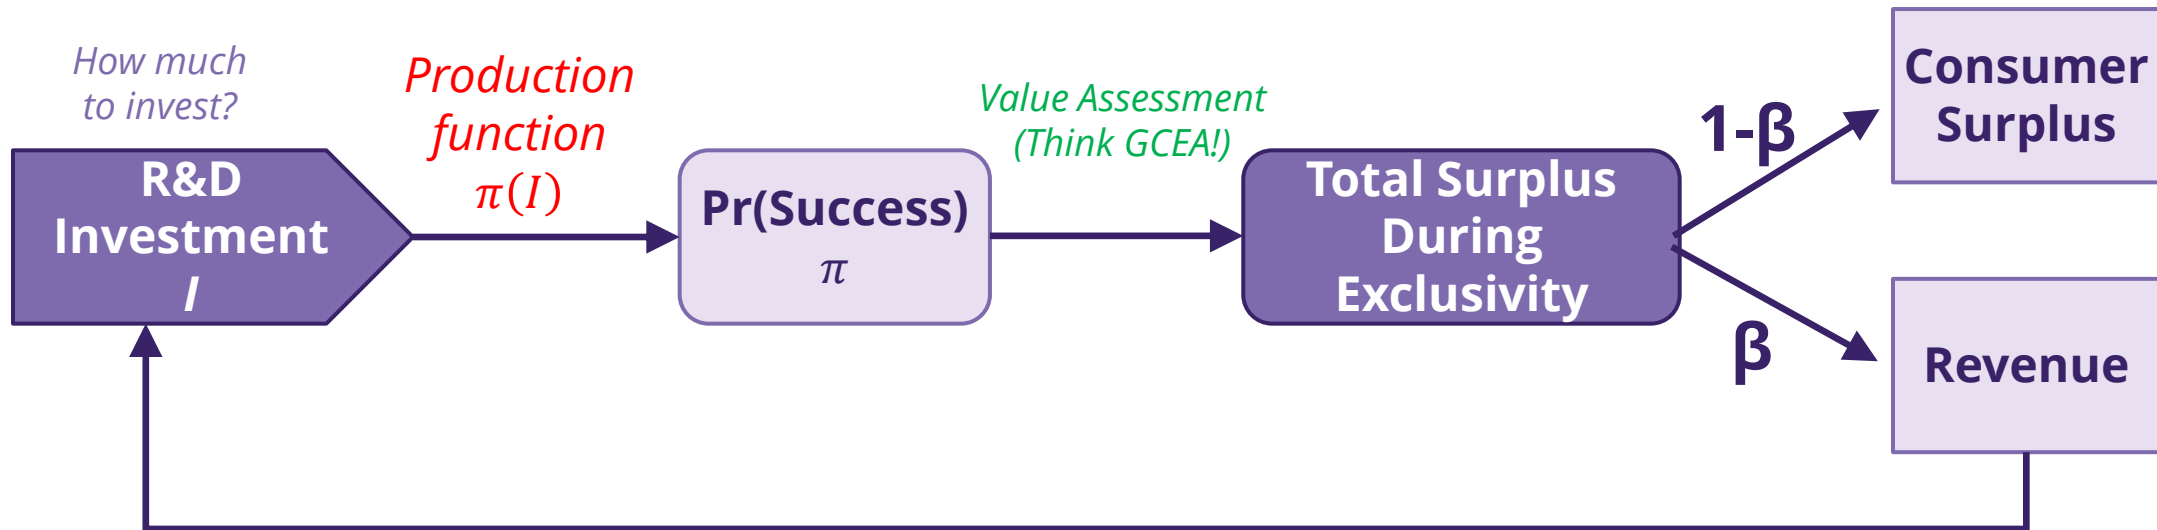 How much
to invest?
R&D
Investment
I
Production
function
π(I)
Pr(Success)
π
Value Assessment
(Think GCEA!)
Total Surplus
During
Exclusivity
1-β
β
Consumer
Surplus
Revenue